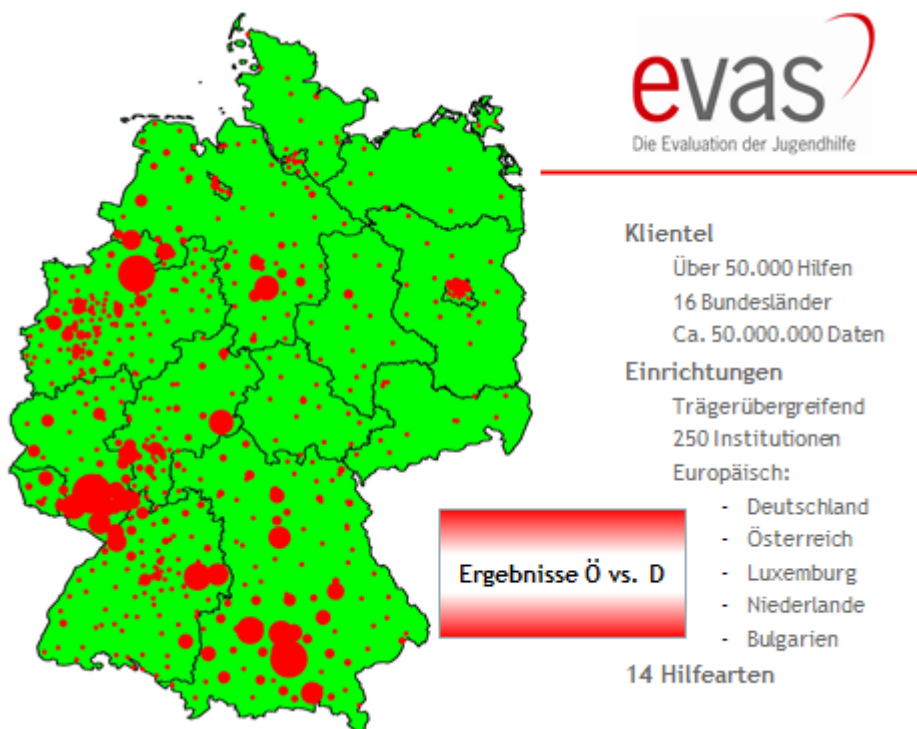 evas
Die Evaluation der Jugendhilfe
Klientel
Über 50.000 Hilfen
16 Bundesländer
Ca. 50.000.000 Daten
Einrichtungen
Trägerübergreifend
250 Institutionen
Europäisch:
- Deutschland
- Österreich
- Luxemburg
- Niederlande
- Bulgarien
14 Hilfearten
Ergebnisse Ö vs. D